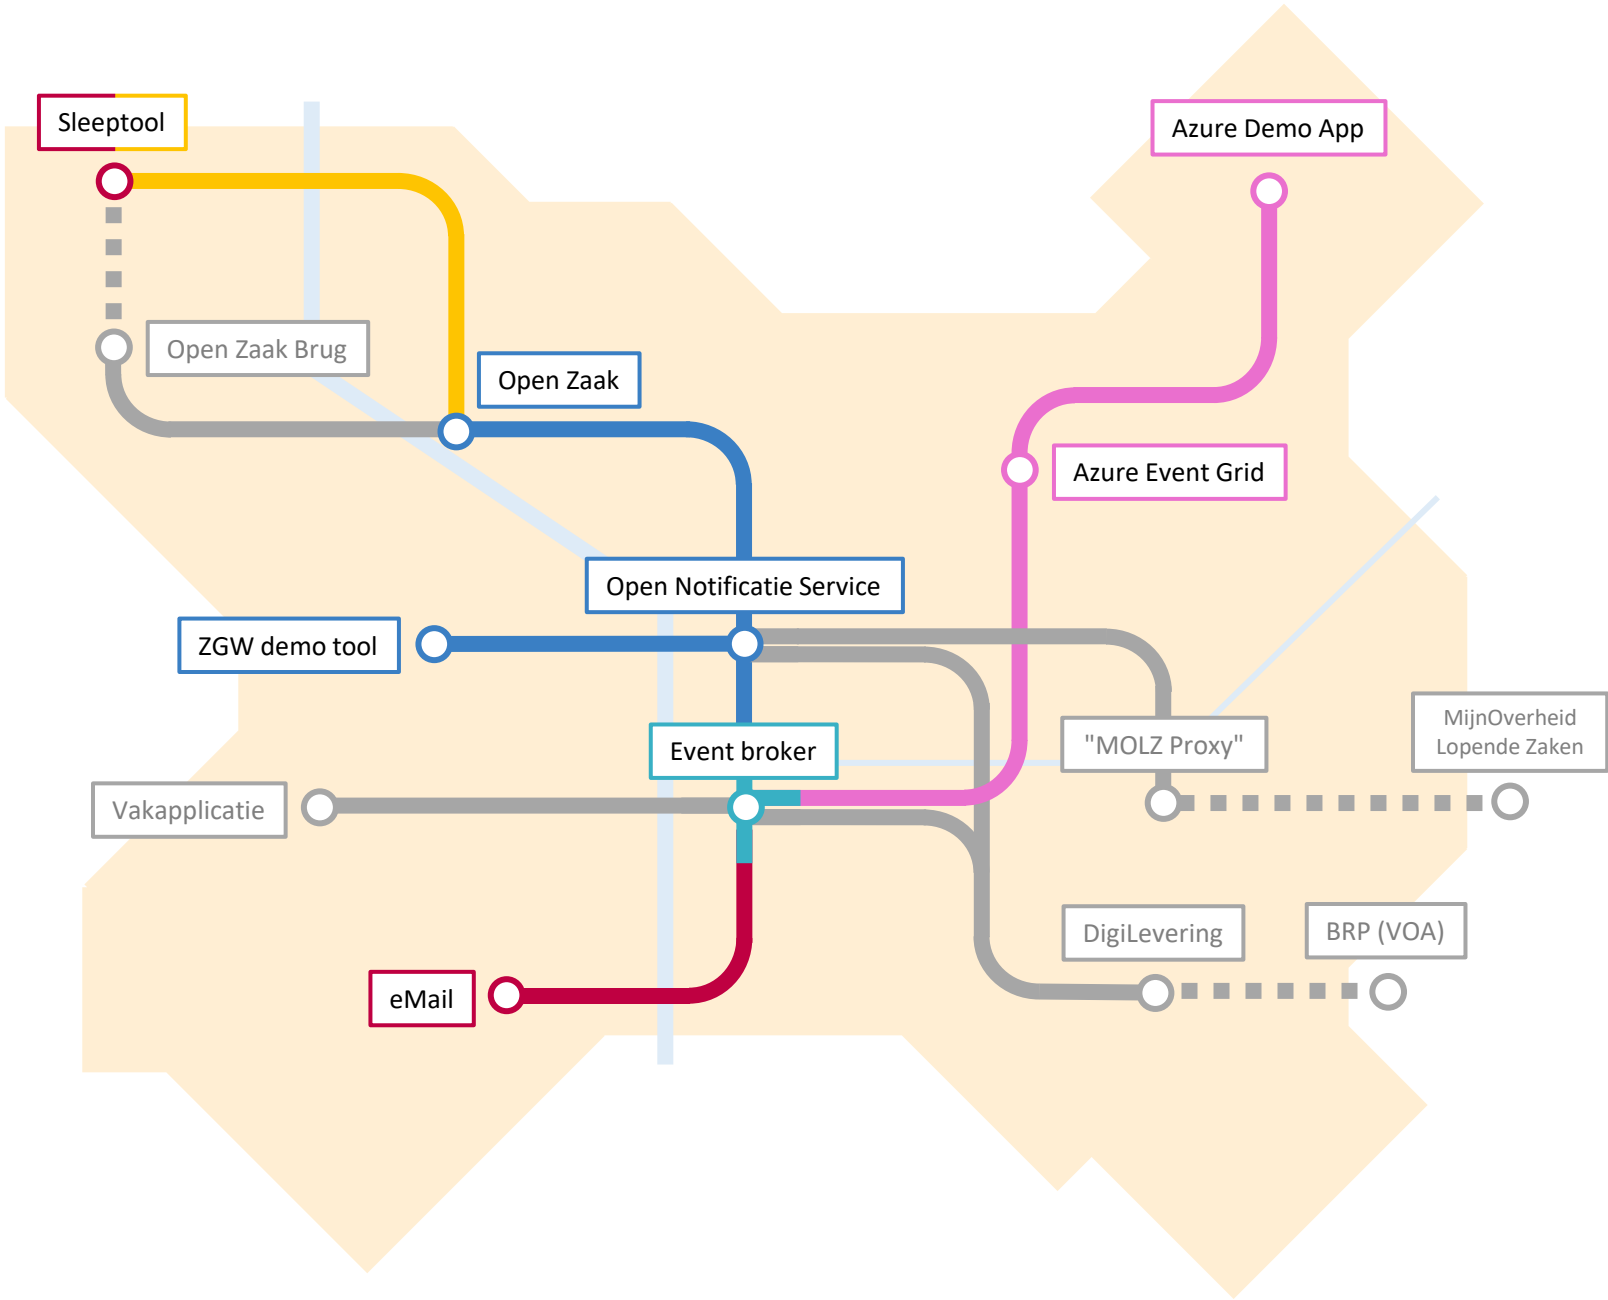 Sleeptool
Azure Demo App
Open Zaak Brug
Open Zaak
Azure Event Grid
Open Notificatie Service
ZGW demo tool
Event broker
"MOLZ Proxy"
MijnOverheid
Lopende Zaken
Vakapplicatie
DigiLevering
BRP (VOA)
eMail